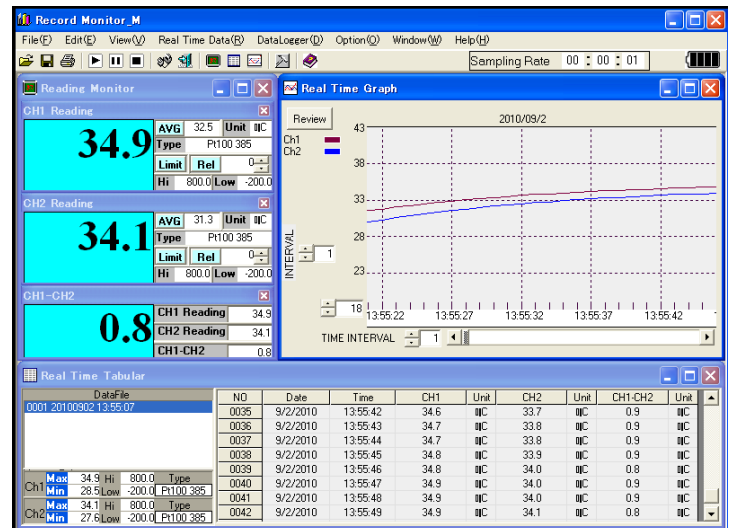 Record Monitor_M
File(F) Edit(E) View(V) Real Time Data(R) DataLogger(D) Option(O) Window(W) Help(H)
Sampling Rate 00 : 00 : 01
Reading Monitor
CH1 Reading
34.9
AVG 32.5 Unit
Type Pt100 385
Limit Rel 0
Hi 800.0 Low -200.0
CH2 Reading
34.1
AVG 31.3 Unit
Type Pt100 385
Limit Rel 0
Hi 800.0 Low -200.0
CH1-CH2
0.8
CH1 Reading 34.9
CH2 Reading 34.1
CH1-CH2 0.8
Real Time Graph
Review
2010/09/2
Ch1
Ch2
43
38
33
28
23
18
INTERVAL 1
13:55:22 13:55:27 13:55:32 13:55:37 13:55:42
TIME INTERVAL 1
Real Time Tabular
DataFile
0001 20100902 13:55:07
Ch1 Max 34.9 Hi 800.0 Type
Min 28.5 Low -200.0 Pt100 385
Ch2 Max 34.1 Hi 800.0 Type
Min 27.6 Low -200.0 Pt100 385
NO Date Time CH1 Unit CH2 Unit CH1-CH2 Unit
0035 9/2/2010 13:55:42 34.6 33.7 0.9
0036 9/2/2010 13:55:43 34.7 33.8 0.9
0037 9/2/2010 13:55:44 34.7 33.8 0.9
0038 9/2/2010 13:55:45 34.8 33.9 0.9
0039 9/2/2010 13:55:46 34.8 34.0 0.8
0040 9/2/2010 13:55:47 34.9 34.0 0.9
0041 9/2/2010 13:55:48 34.9 34.0 0.9
0042 9/2/2010 13:55:49 34.9 34.1 0.8